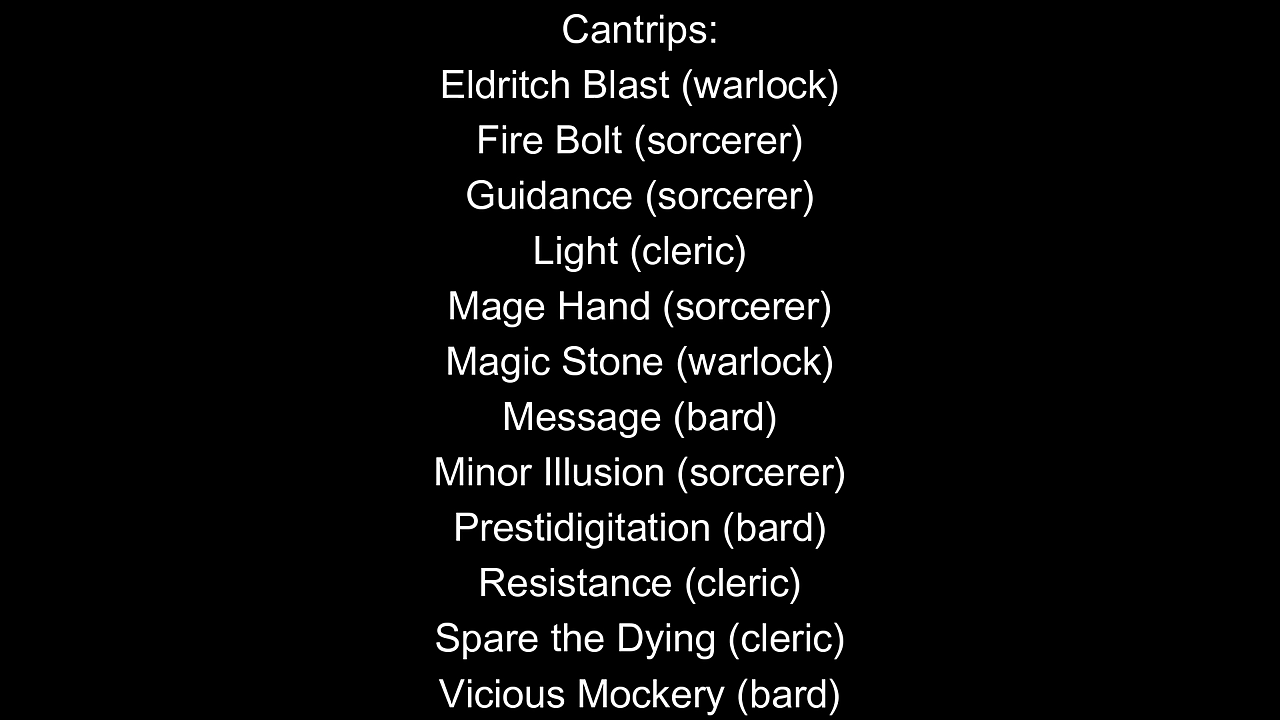 Cantrips:
Eldritch Blast (warlock)
Fire Bolt (sorcerer)
Guidance (sorcerer)
Light (cleric)
Mage Hand (sorcerer)
Magic Stone (warlock)
Message (bard)
Minor Illusion (sorcerer)
Prestidigitation (bard)
Resistance (cleric)
Spare the Dying (cleric)
Vicious Mockery (bard)